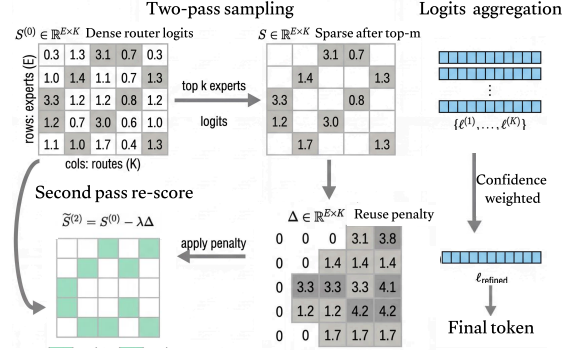 Two-pass sampling
S^(0) ∈ ℝ^{E×K} Dense router logits
rows: experts (E)
0.3 1.3 3.1 0.7 0.3
1.0 1.4 1.1 0.7 1.3
3.3 1.2 1.2 0.8 1.2
1.2 0.7 3.0 0.6 1.0
1.1 1.0 1.7 0.4 1.3
cols: routes (K)
top k experts
logits
S ∈ ℝ^{E×K} Sparse after top-m
3.1 0.7
1.4 1.3
3.3 0.8
1.2 3.0
1.7 1.3
Δ ∈ ℝ^{E×K} Reuse penalty
0 0 0 3.1 3.8
0 0 1.4 1.4 1.4
0 3.3 3.3 3.3 4.1
0 1.2 1.2 4.2 4.2
0 0 1.7 1.7 1.7
apply penalty
Second pass re-score
S̃^(2) = S^(0) − λΔ
Logits aggregation
⋮
{ℓ^(1), …, ℓ^(K)}
Confidence
weighted
ℓ_refined
Final token